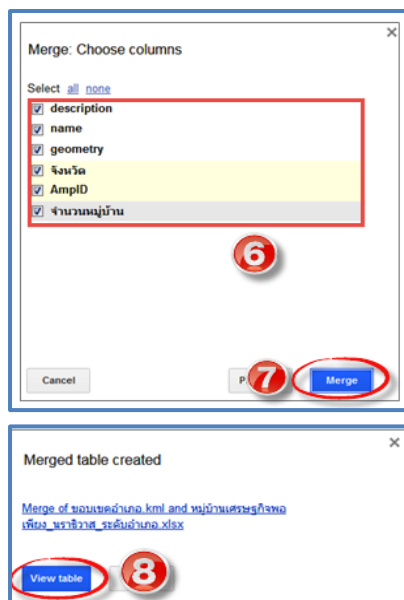 Merge: Choose columns
Select all none
description
name
geometry
จังหวัด
AmpID
จำนวนหมู่บ้าน
6
Cancel
7
Merge
Merged table created
Merge of ขอบเขตอำเภอ.kml and หมู่บ้านเศรษฐกิจพอ
เพียง_นราธิวาส_ระดับอำเภอ.xlsx
View table
8